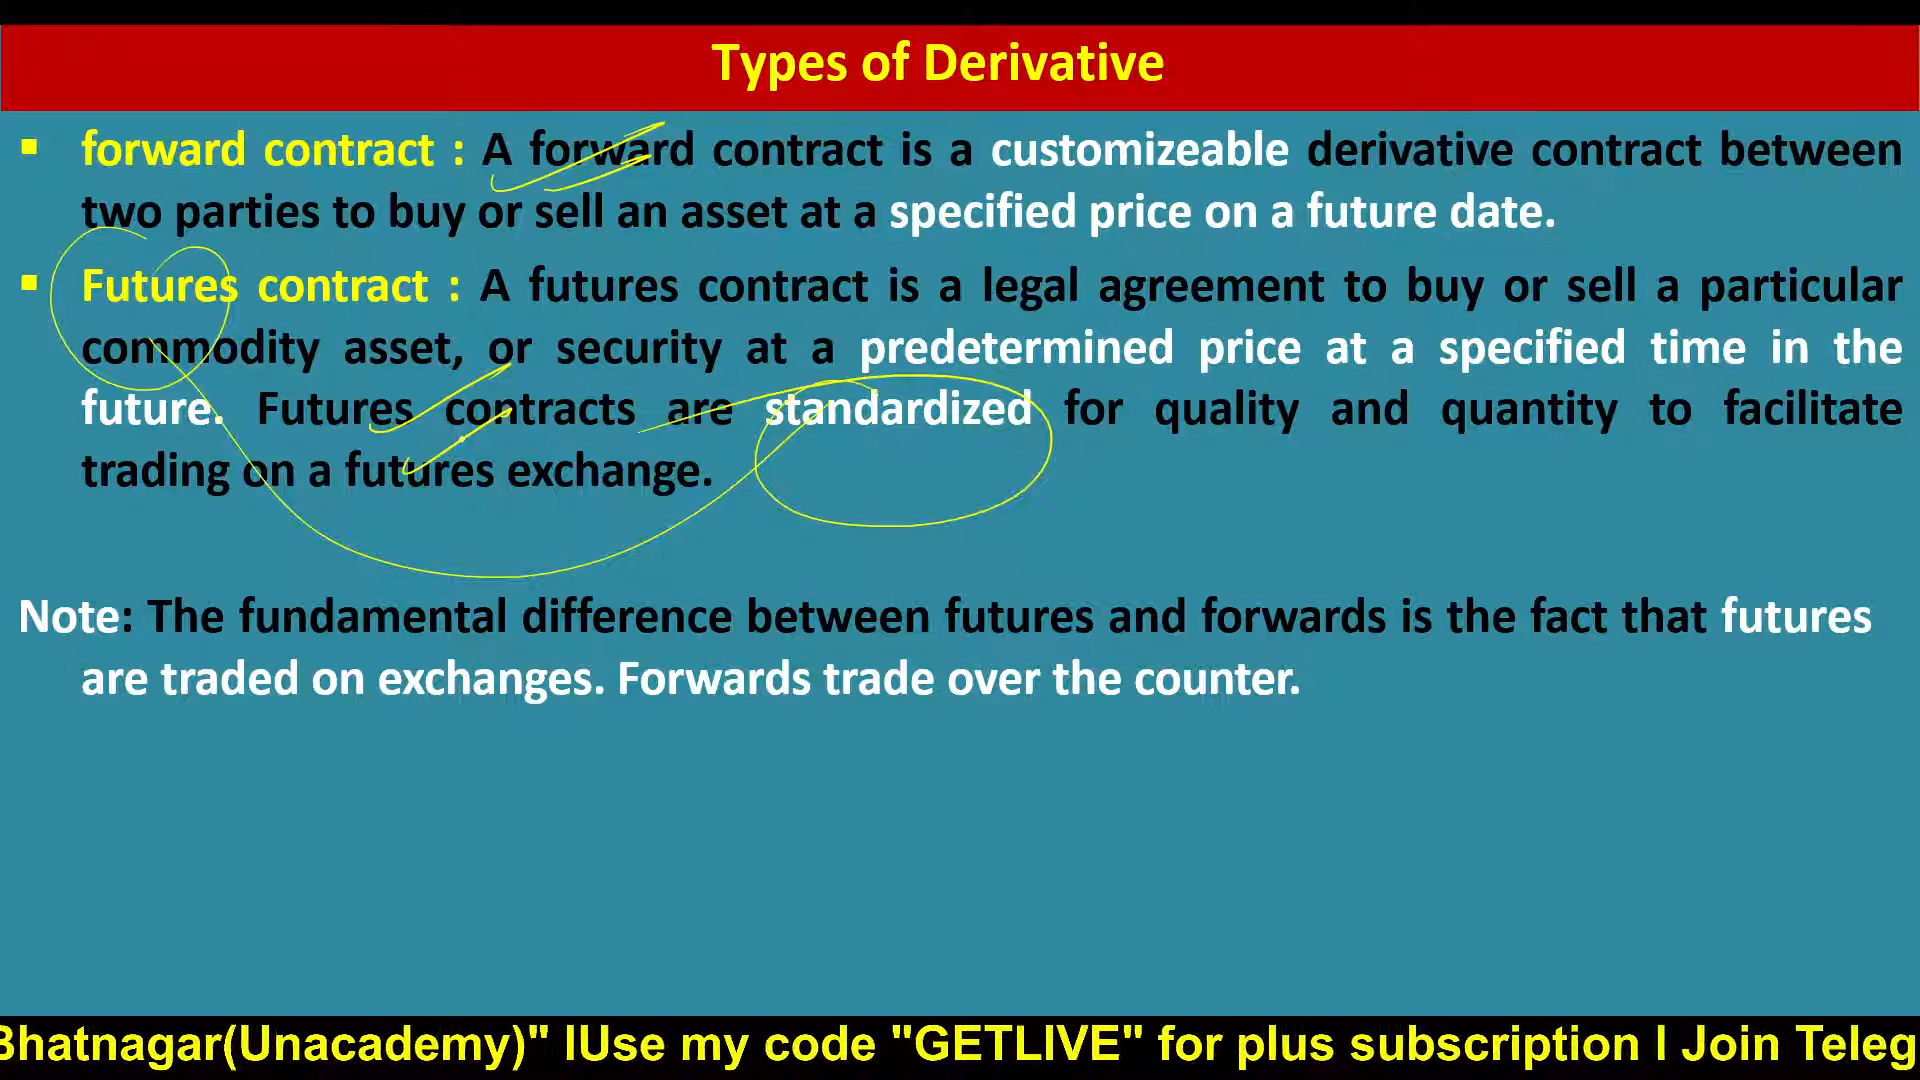 Types of Derivative
▪ forward contract : A forward contract is a customizeable derivative contract between
two parties to buy or sell an asset at a specified price on a future date.
▪ Futures contract : A futures contract is a legal agreement to buy or sell a particular
commodity asset, or security at a predetermined price at a specified time in the
future. Futures contracts are standardized for quality and quantity to facilitate
trading on a futures exchange.
Note: The fundamental difference between futures and forwards is the fact that futures
are traded on exchanges. Forwards trade over the counter.
Bhatnagar(Unacademy)" IUse my code "GETLIVE" for plus subscription I Join Teleg